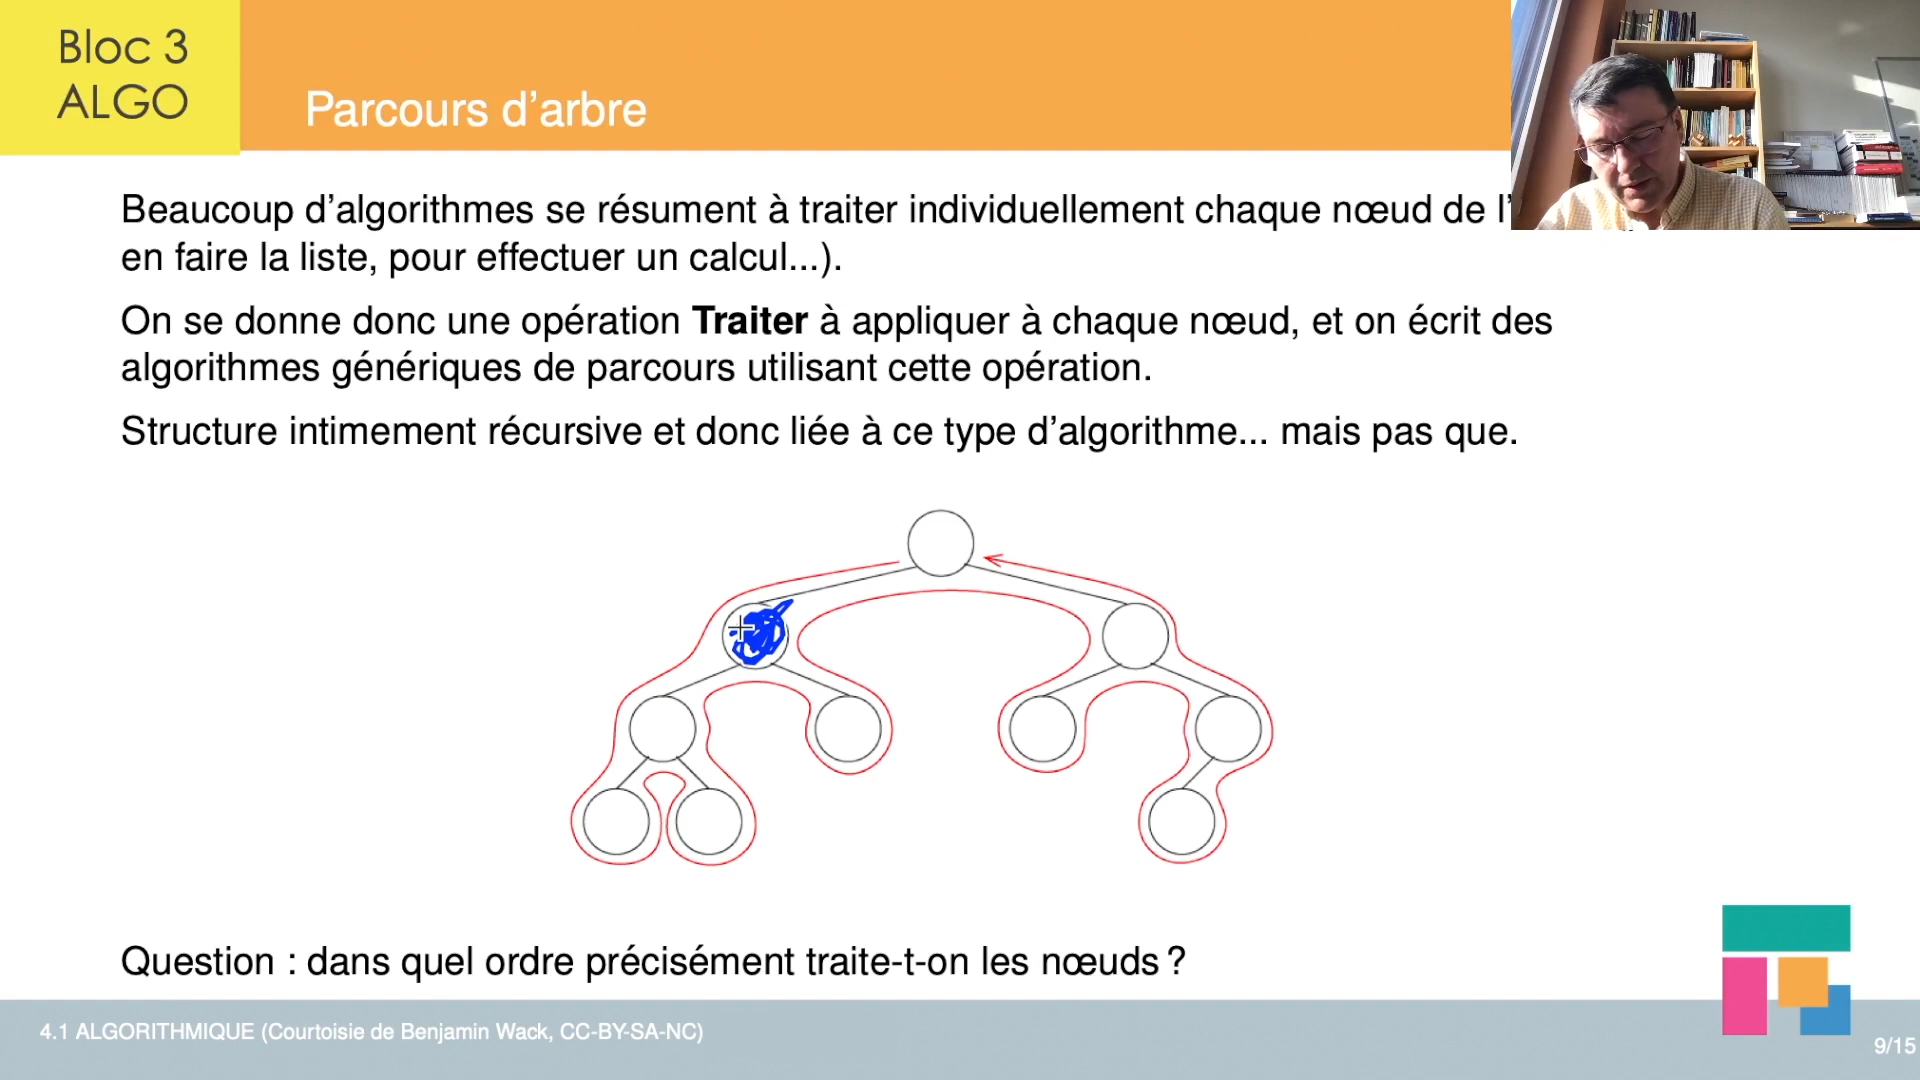 Bloc 3
ALGO
Parcours d’arbre
Beaucoup d’algorithmes se résument à traiter individuellement chaque nœud de l’
en faire la liste, pour effectuer un calcul...).
On se donne donc une opération Traiter à appliquer à chaque nœud, et on écrit des
algorithmes génériques de parcours utilisant cette opération.
Structure intimement récursive et donc liée à ce type d’algorithme... mais pas que.
Question : dans quel ordre précisément traite-t-on les nœuds ?
4.1 ALGORITHMIQUE (Courtoisie de Benjamin Wack, CC-BY-SA-NC)
9/15